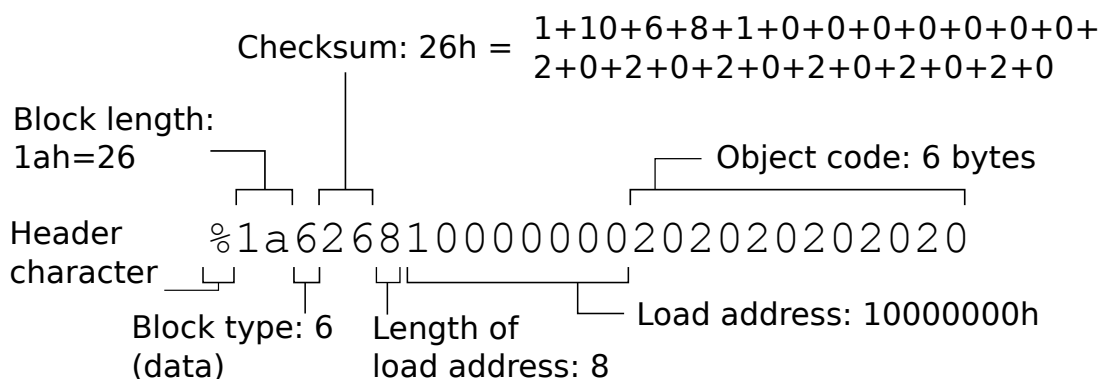 Checksum: 26h =
1+10+6+8+1+0+0+0+0+0+0+0+
2+0+2+0+2+0+2+0+2+0+2+0
Block length:
1ah=26
Object code: 6 bytes
Header
character
%1a626810000000202020202020
Block type: 6
(data)
Length of
load address: 8
Load address: 10000000h